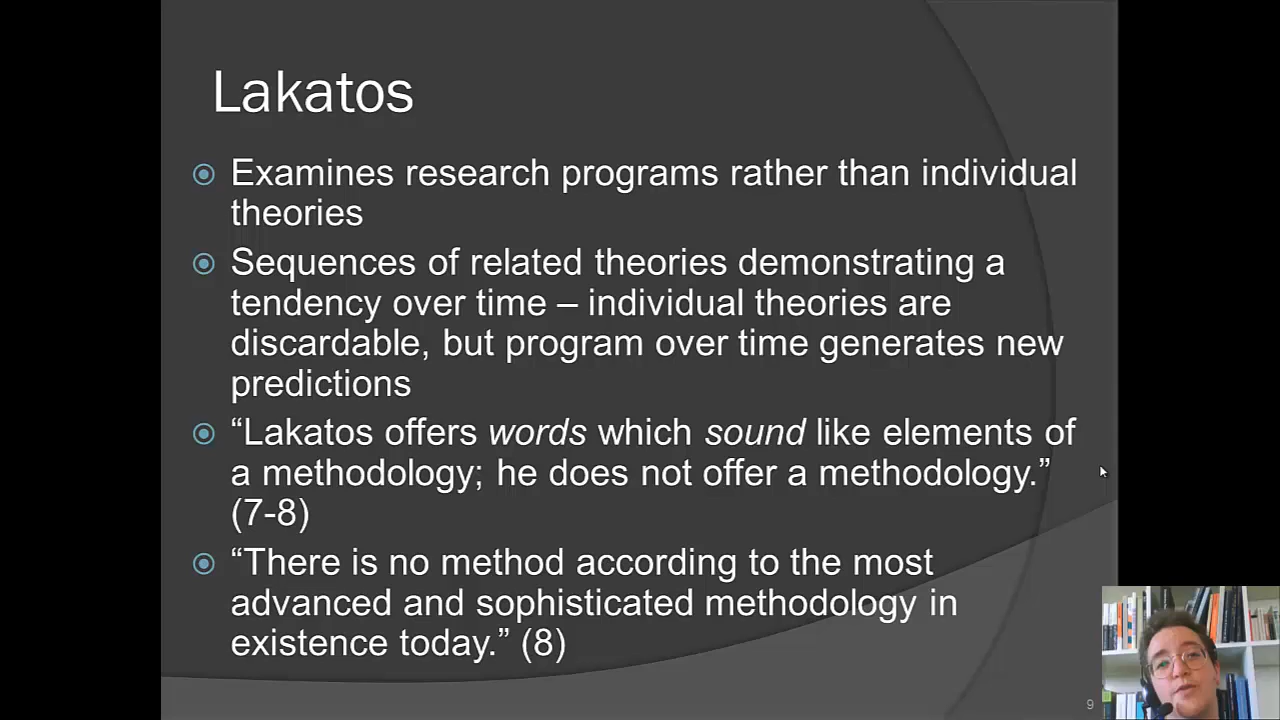 Lakatos
Examines research programs rather than individual
theories
Sequences of related theories demonstrating a
tendency over time – individual theories are
discardable, but program over time generates new
predictions
“Lakatos offers words which sound like elements of
a methodology; he does not offer a methodology.”
(7-8)
“There is no method according to the most
advanced and sophisticated methodology in
existence today.” (8)
9